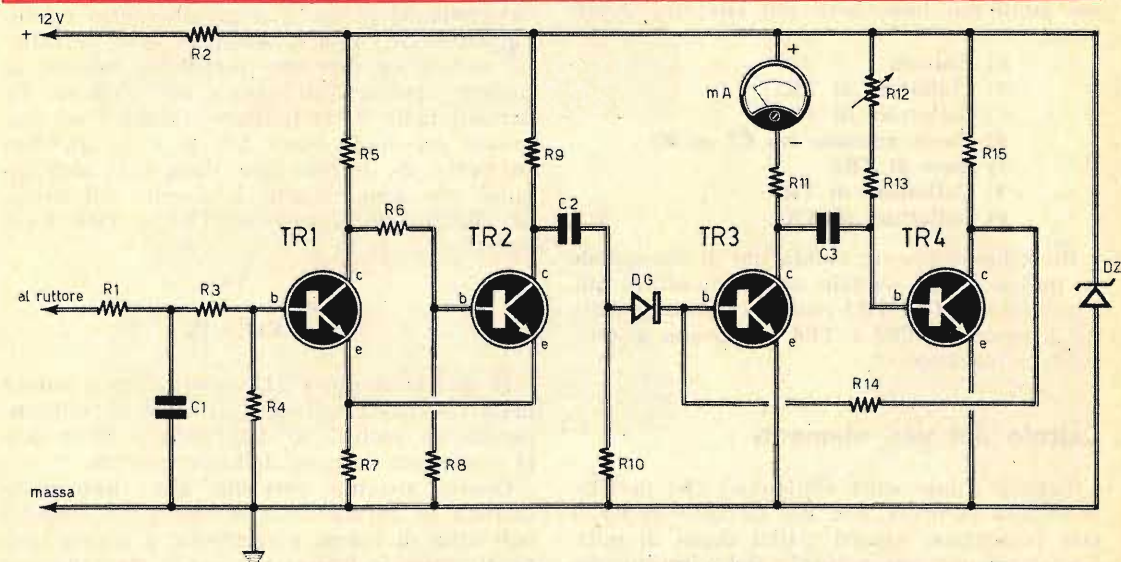 12 V
+
R2
+
mA
R12
−
R5
R9
R11
R13
R15
R6
C2
C3
TR1
TR2
TR3
TR4
c
c
c
c
DZ
al ruttore
R1
R3
b
b
DG
b
b
e
e
e
e
R14
C1
R4
R7
R8
R10
massa